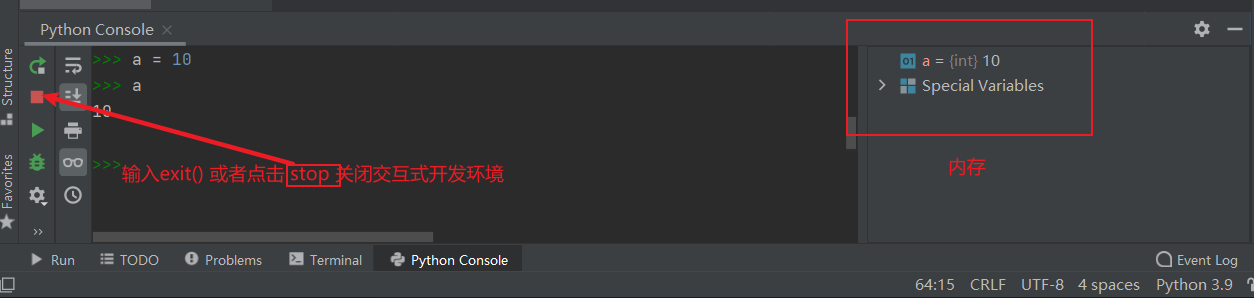 Python Console
Structure
Favorites
>>> a = 10
>>> a
10
>>>
输入exit() 或者点击 stop 关闭交互式开发环境
01 a = {int} 10
Special Variables
内存
Run TODO Problems Terminal Python Console Event Log
64:15 CRLF UTF-8 4 spaces Python 3.9